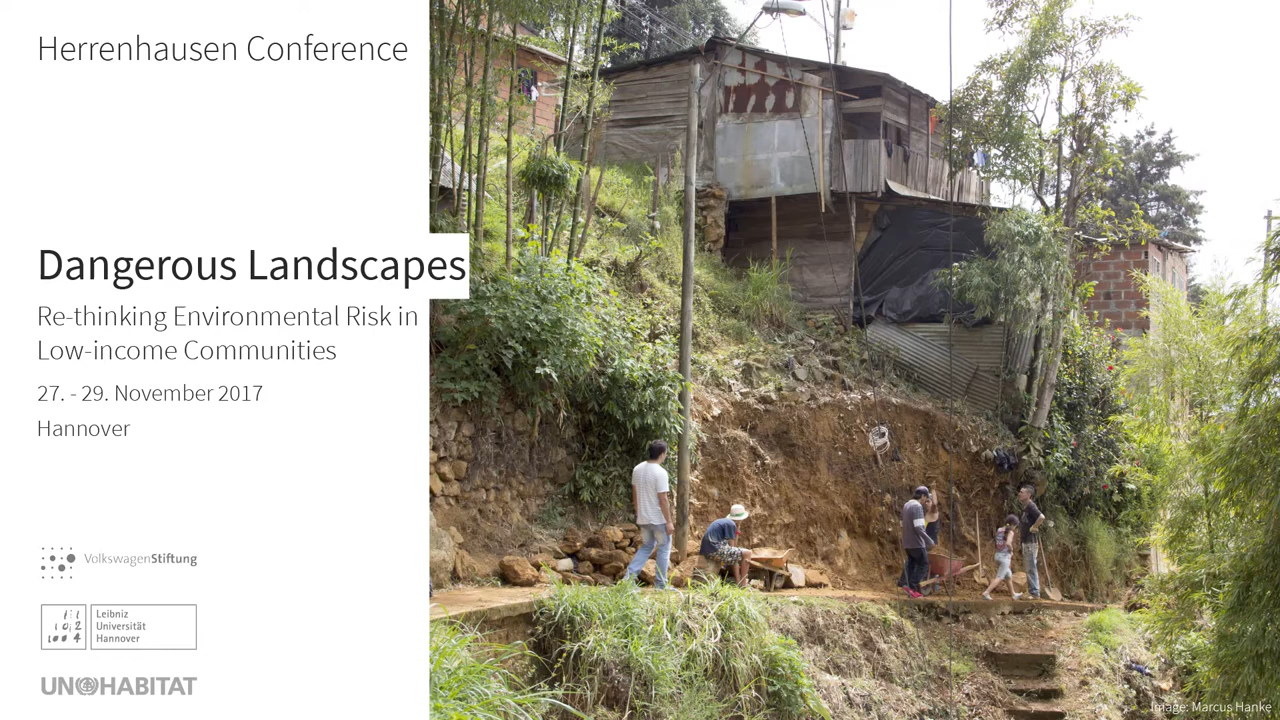 Herrenhausen Conference
Dangerous Landscapes
Re-thinking Environmental Risk in
Low-income Communities
27. - 29. November 2017
Hannover
VolkswagenStiftung
Leibniz
Universität
Hannover
UN HABITAT
Image: Marcus Hanke